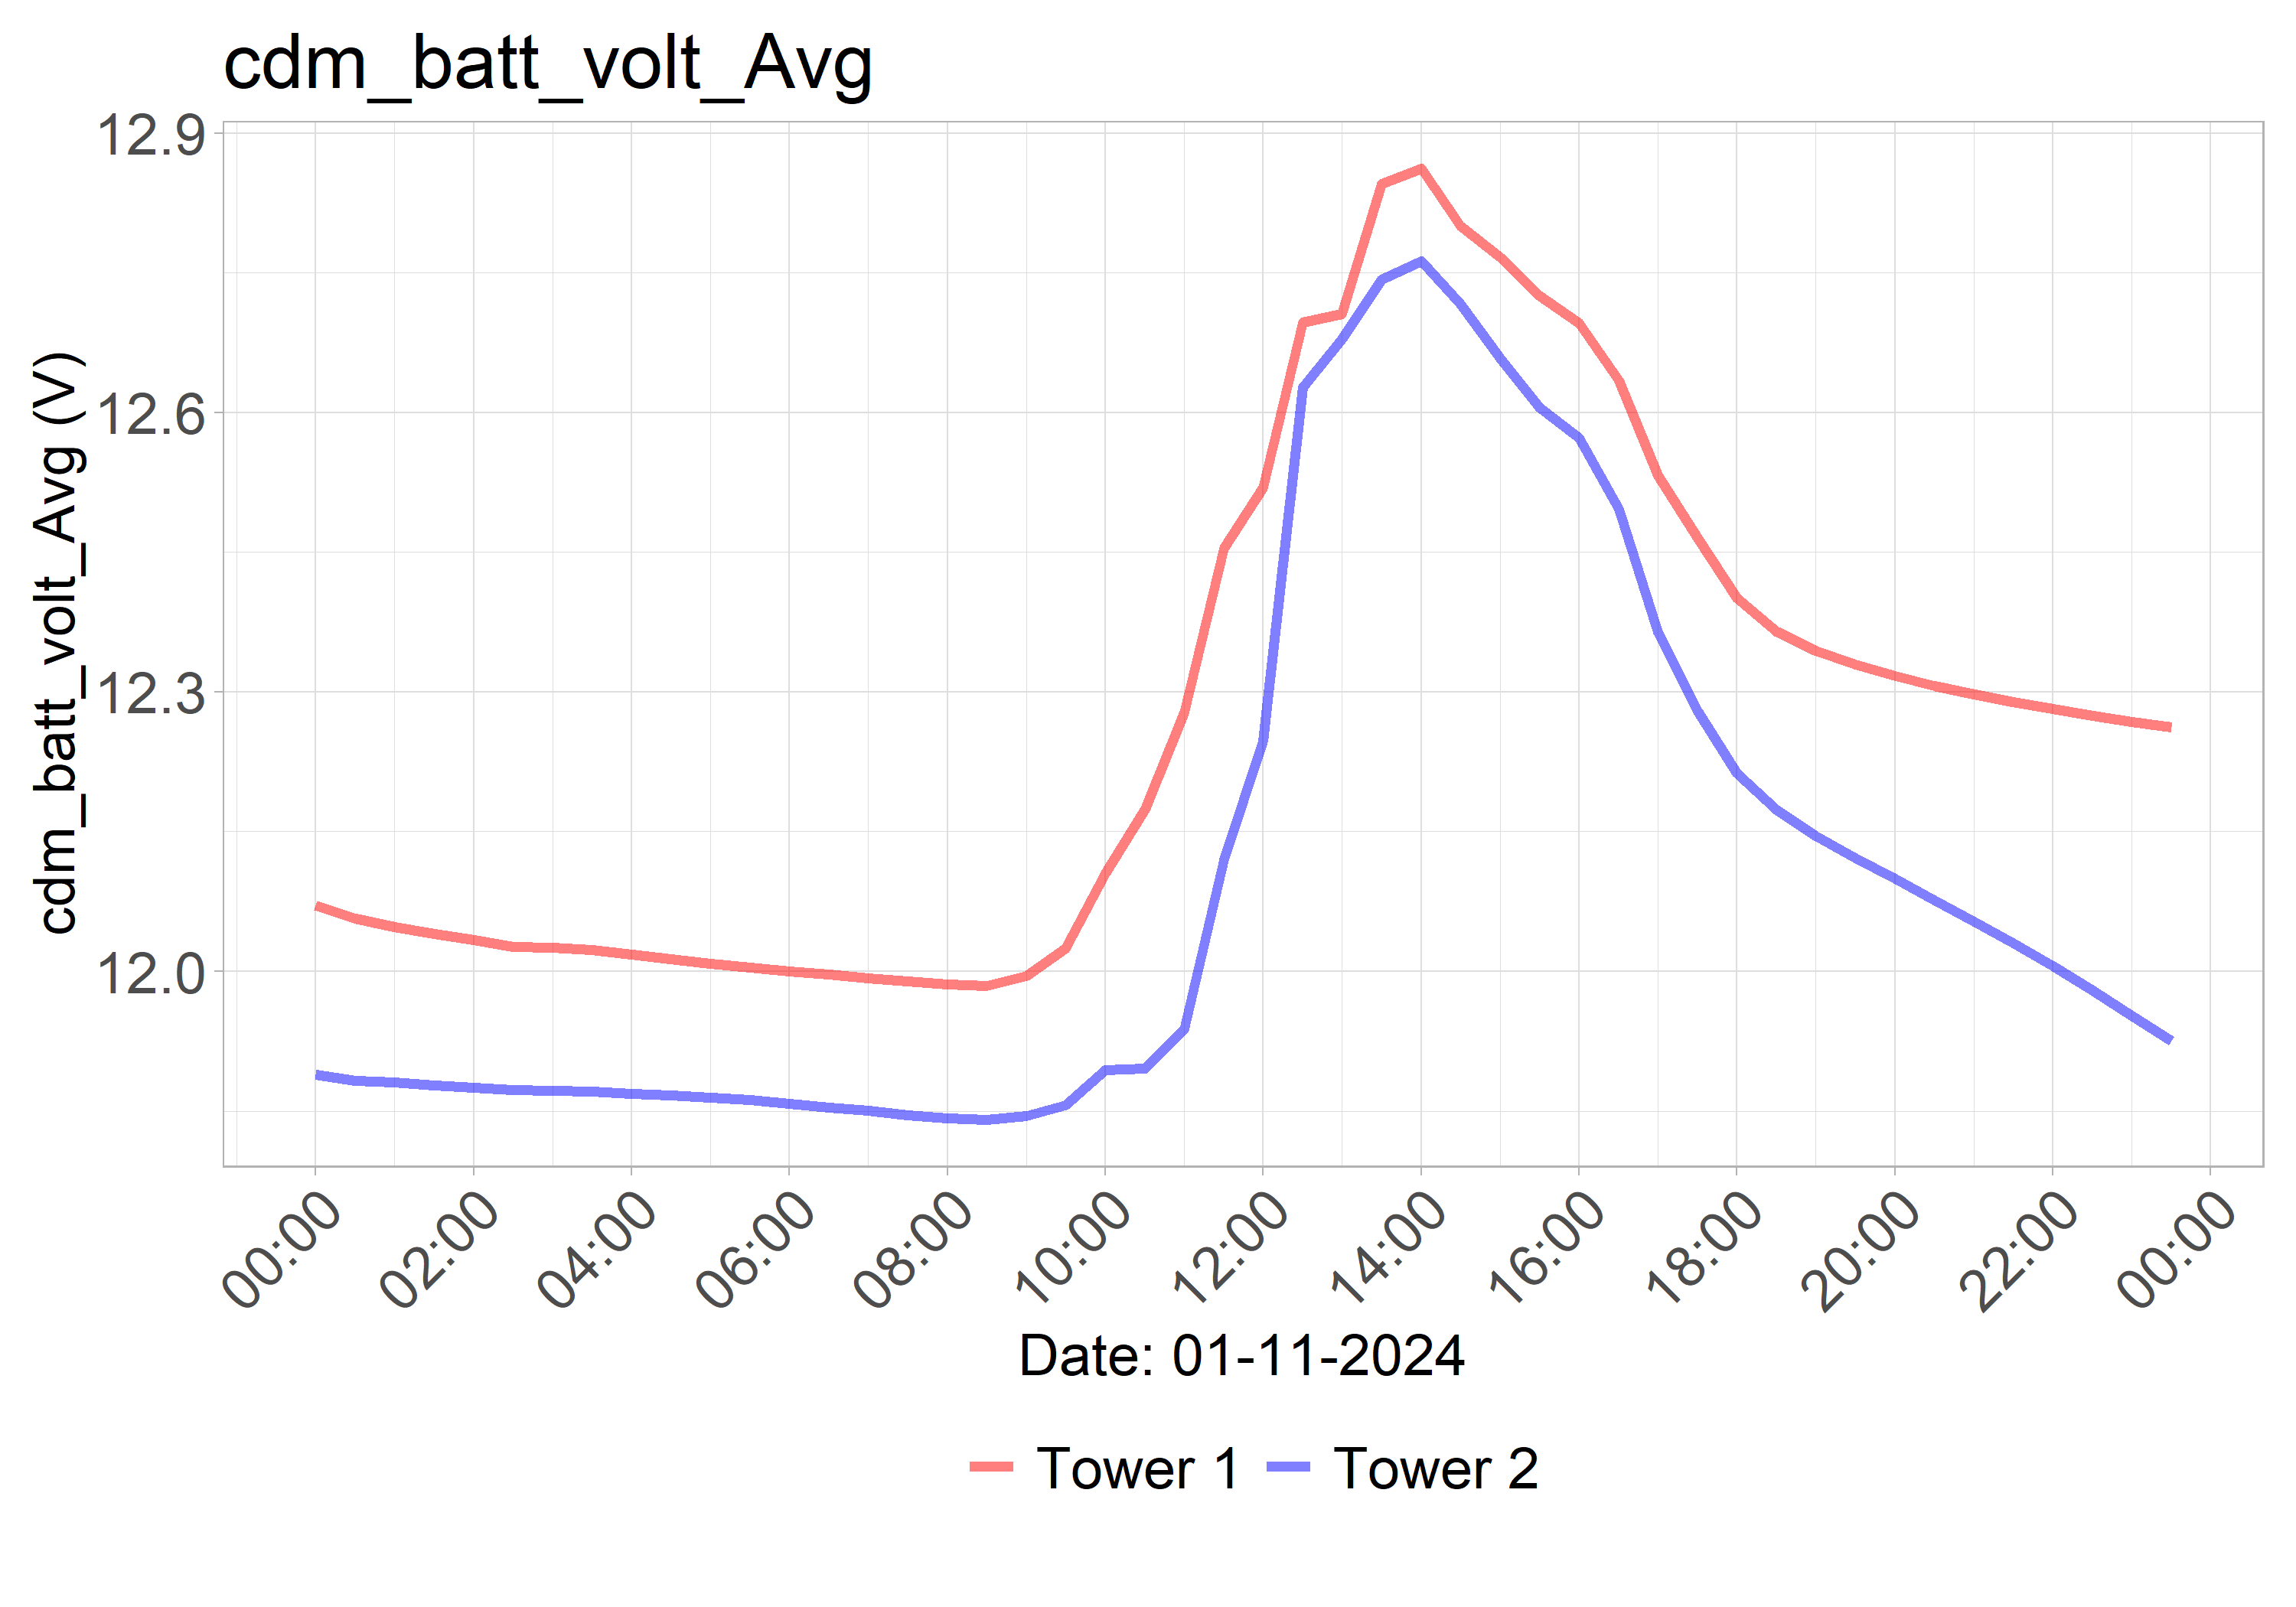 cdm_batt_volt_Avg
cdm_batt_volt_Avg (V)
12.9
12.6
12.3
12.0
00:00 02:00 04:00 06:00 08:00 10:00 12:00 14:00 16:00 18:00 20:00 22:00 00:00
Date: 01-11-2024
Tower 1 Tower 2